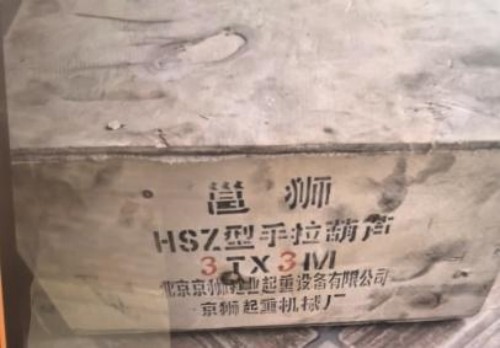 狮
HSZ型手拉葫芦
3TX3M
北京京狮业起重设备有限公司
京狮起重机械厂